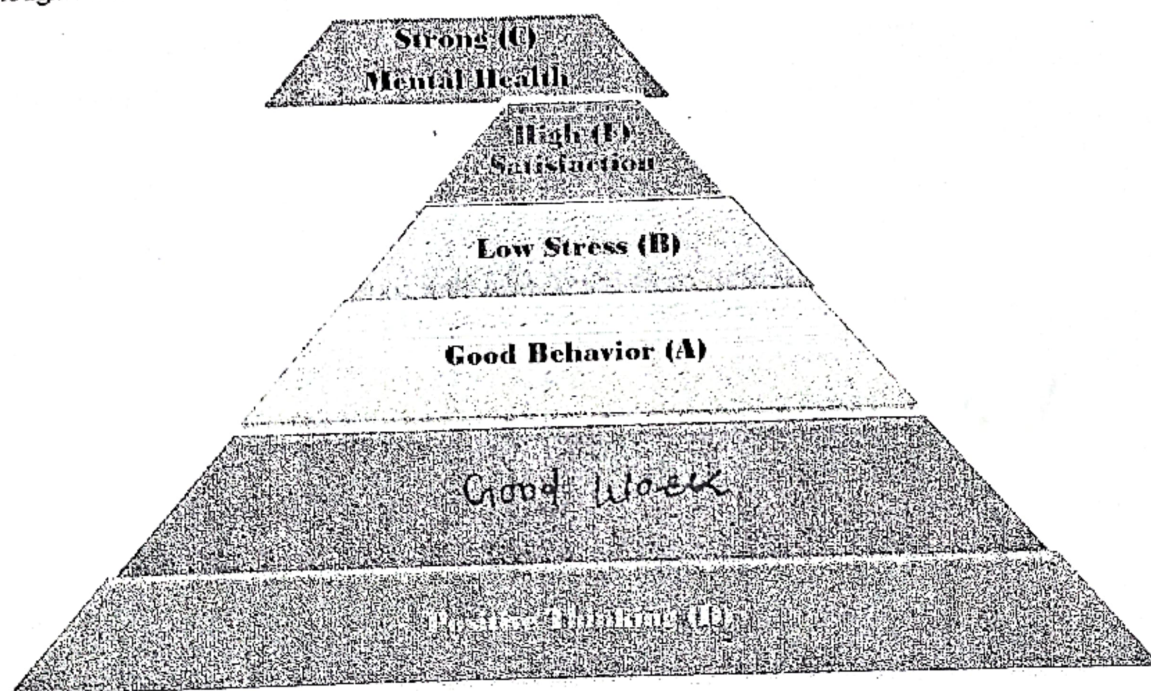 Strong (C)
Mental Health
High (F)
Satisfaction
Low Stress (B)
Good Behavior (A)
Good Work
Positive Thinking (D)